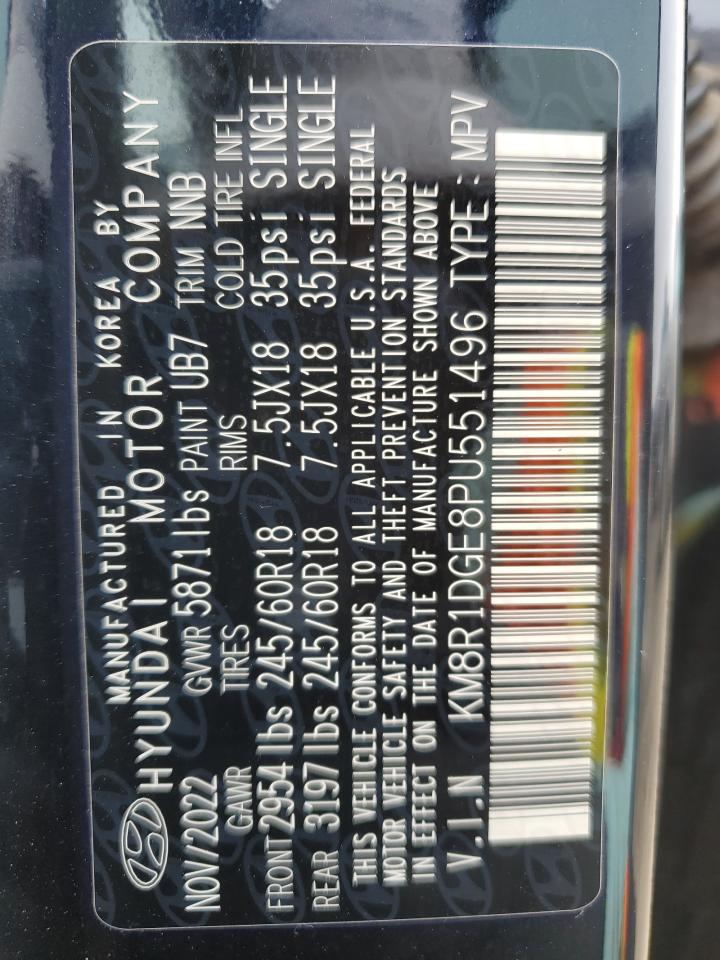 MANUFACTURED IN KOREA BY
HYUNDAI MOTOR COMPANY
NOV/2022 GVWR 5871 lbs PAINT UB7 TRIM NNB
GAWR TIRES RIMS COLD TIRE INFL
FRONT 2954 lbs 245/60R18 7.5JX18 35psi SINGLE
REAR 3197 lbs 245/60R18 7.5JX18 35psi SINGLE
THIS VEHICLE CONFORMS TO ALL APPLICABLE U.S.A. FEDERAL
MOTOR VEHICLE SAFETY AND THEFT PREVENTION STANDARDS
IN EFFECT ON THE DATE OF MANUFACTURE SHOWN ABOVE
V.I.N KM8R1DGE8PU551496 TYPE : MPV